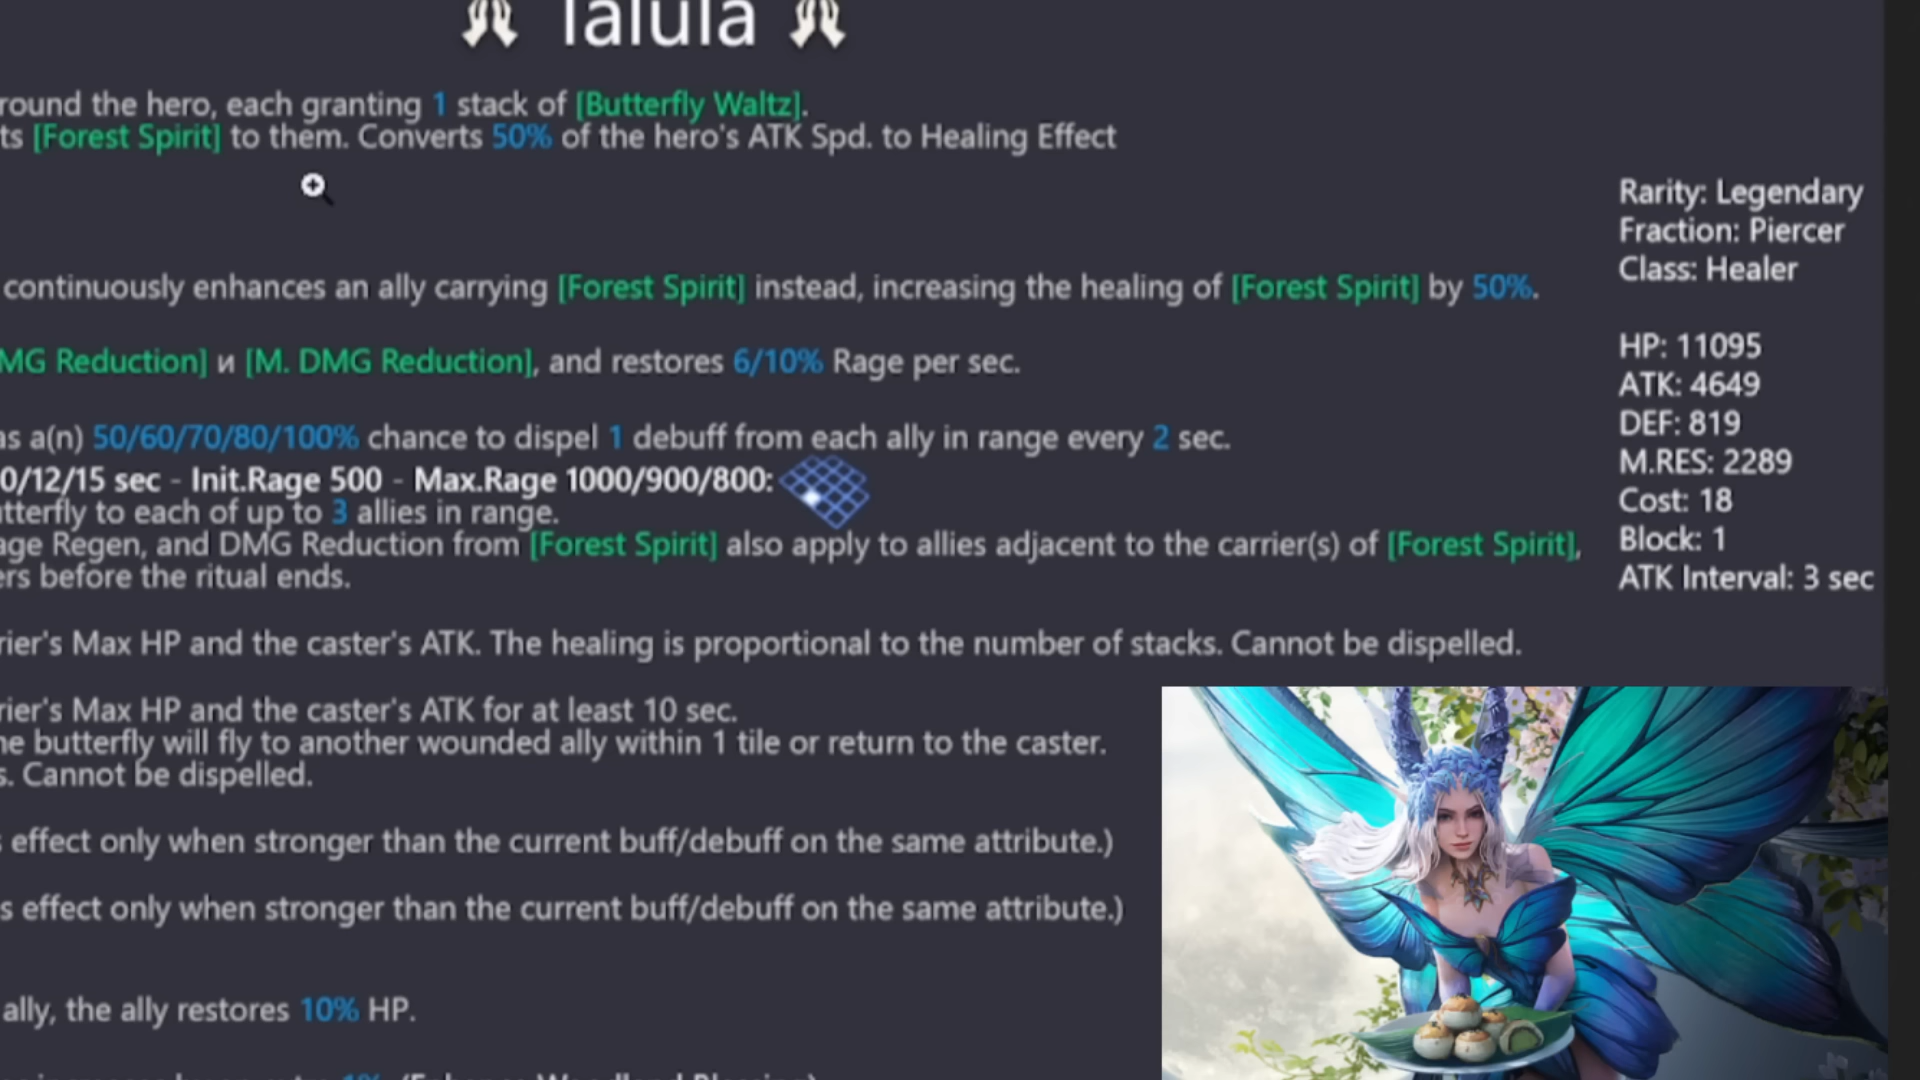 Talula
round the hero, each granting 1 stack of [Butterfly Waltz].
ts [Forest Spirit] to them. Converts 50% of the hero's ATK Spd. to Healing Effect
continuously enhances an ally carrying [Forest Spirit] instead, increasing the healing of [Forest Spirit] by 50%.
MG Reduction] и [M. DMG Reduction], and restores 6/10% Rage per sec.
as a(n) 50/60/70/80/100% chance to dispel 1 debuff from each ally in range every 2 sec.
0/12/15 sec - Init.Rage 500 - Max.Rage 1000/900/800:
tterfly to each of up to 3 allies in range.
age Regen, and DMG Reduction from [Forest Spirit] also apply to allies adjacent to the carrier(s) of [Forest Spirit],
ers before the ritual ends.
rier's Max HP and the caster's ATK. The healing is proportional to the number of stacks. Cannot be dispelled.
rier's Max HP and the caster's ATK for at least 10 sec.
he butterfly will fly to another wounded ally within 1 tile or return to the caster.
s. Cannot be dispelled.
s effect only when stronger than the current buff/debuff on the same attribute.)
s effect only when stronger than the current buff/debuff on the same attribute.)
ally, the ally restores 10% HP.
Rarity: Legendary
Fraction: Piercer
Class: Healer
HP: 11095
ATK: 4649
DEF: 819
M.RES: 2289
Cost: 18
Block: 1
ATK Interval: 3 sec